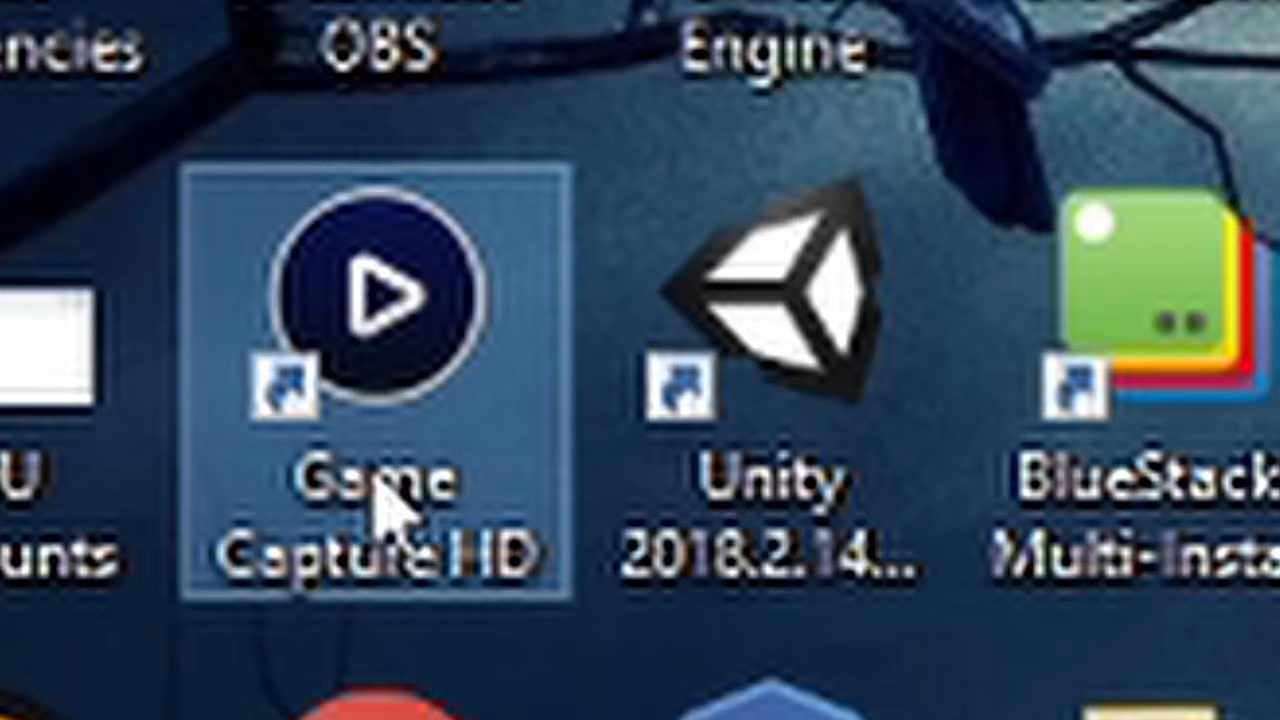 ncies
OBS
Engine
U
unts
Game
Capture HD
Unity
2018.2.14...
BlueStack
Multi-Insta